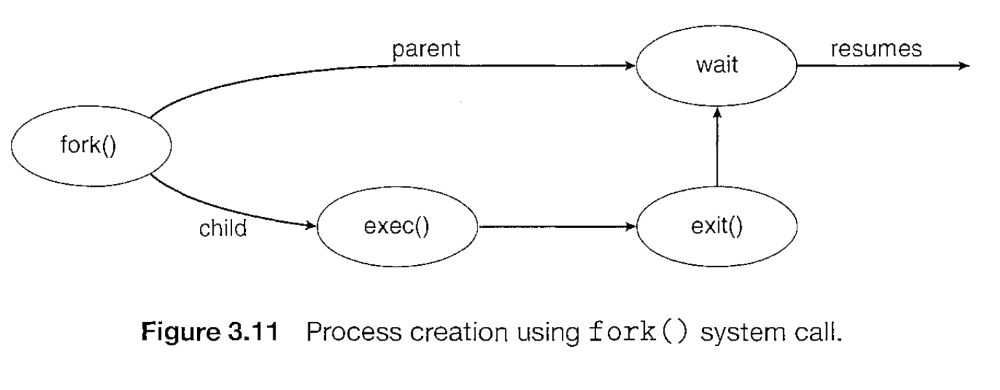 parent
resumes
wait
fork()
child
exec()
exit()
Figure 3.11 Process creation using fork() system call.